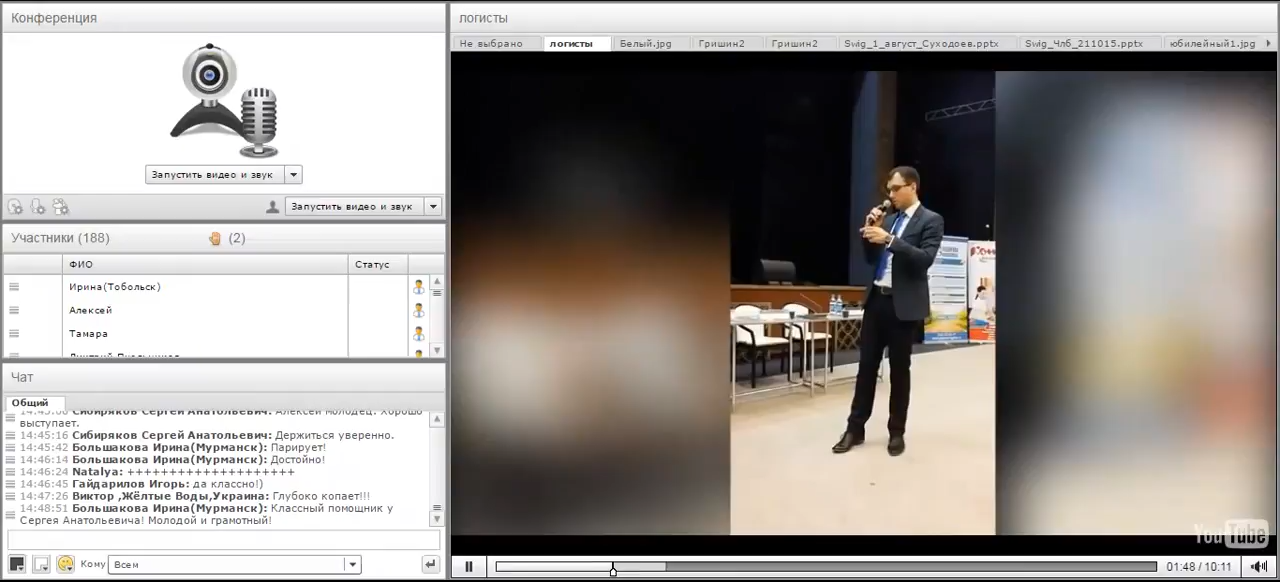 Конференция
Запустить видео и звук
Запустить видео и звук
Участники (188)
(2)
ФИО
Статус
Ирина(Тобольск)
Алексей
Тамара
Чат
Общий
Сибиряков Сергей Анатольевич: Алексей молодец. Хорошо
выступает.
14:45:16 Сибиряков Сергей Анатольевич: Держиться уверенно.
14:45:42 Большакова Ирина(Мурманск): Парирует!
14:46:14 Большакова Ирина(Мурманск): Достойно!
14:46:24 Natalya: ++++++++++++++++++++
14:46:45 Гайдарилов Игорь: да классно!)
14:47:26 Виктор ,Жёлтые Воды,Украина: Глубоко копает!!!
14:48:51 Большакова Ирина(Мурманск): Классный помощник у
Сергея Анатольевича! Молодой и грамотный!
Кому
Всем
логисты
Не выбрано
логисты
Белый.jpg
Гришин2
Гришин2
Swig_1_август_Суходоев.pptx
Swig_Члб_211015.pptx
юбилейный1.jpg
YouTube
01:48 / 10:11